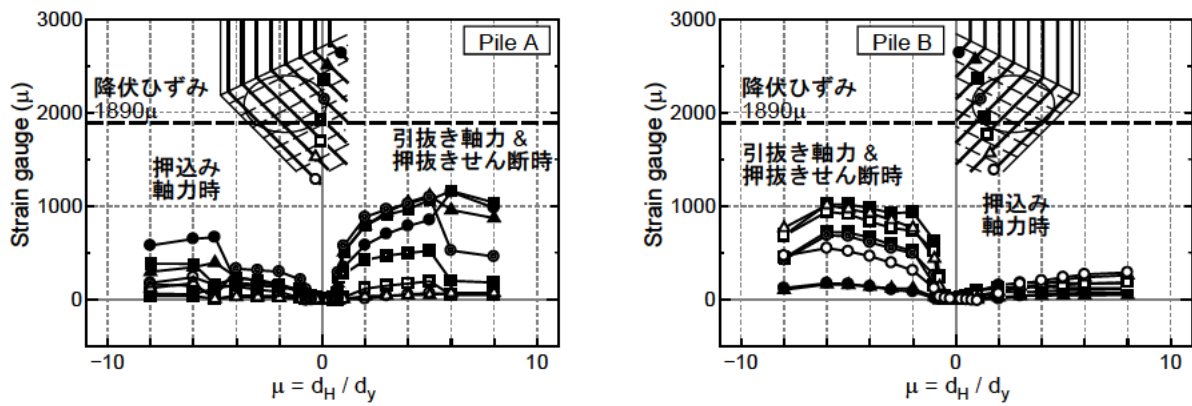 3000
2000
1000
0
Strain gauge (μ)
Pile A
降伏ひずみ
1890μ
押込み
軸力時
引抜き軸力 &
押抜きせん断時
−10
0
10
μ = dH / dy
3000
2000
1000
0
Strain gauge (μ)
Pile B
降伏ひずみ
1890μ
引抜き軸力 &
押抜きせん断時
押込み
軸力時
−10
0
10
μ = dH / dy